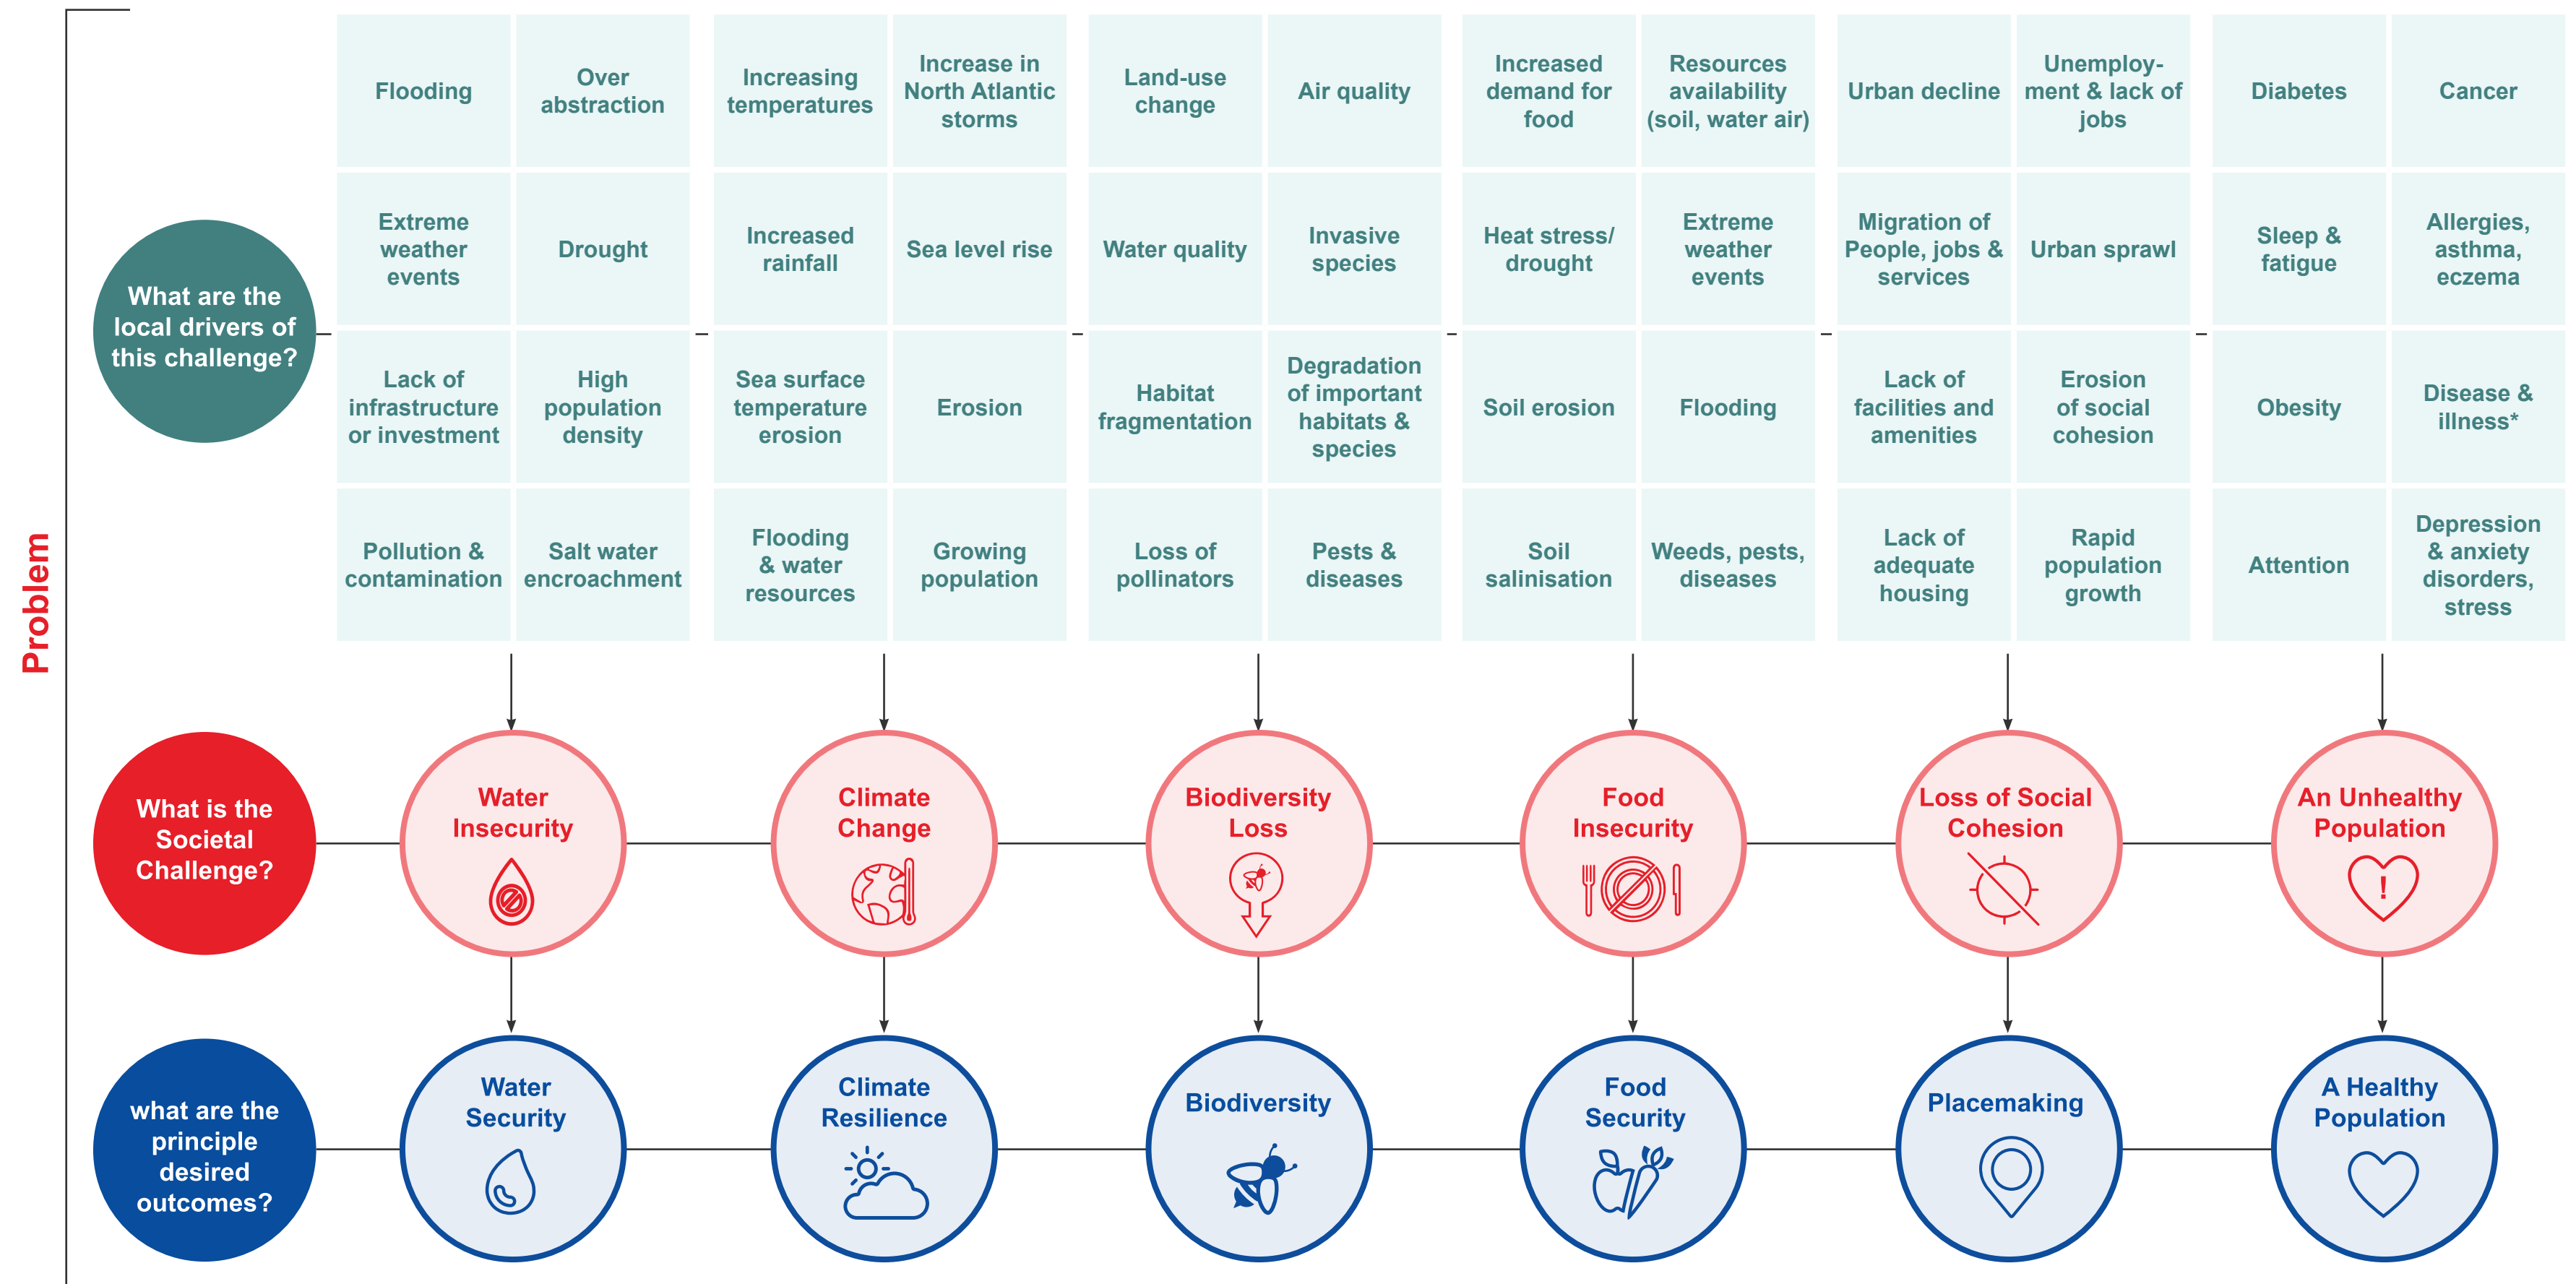 Problem
What are the
local drivers of
this challenge?
Flooding
Over
abstraction
Extreme
weather
events
Drought
Lack of
infrastructure
or investment
High
population
density
Pollution &
contamination
Salt water
encroachment
Increasing
temperatures
Increase in
North Atlantic
storms
Increased
rainfall
Sea level rise
Sea surface
temperature
erosion
Erosion
Flooding
& water
resources
Growing
population
Land-use
change
Air quality
Water quality
Invasive
species
Habitat
fragmentation
Degradation
of important
habitats &
species
Loss of
pollinators
Pests &
diseases
Increased
demand for
food
Resources
availability
(soil, water air)
Heat stress/
drought
Extreme
weather
events
Soil erosion
Flooding
Soil
salinisation
Weeds, pests,
diseases
Urban decline
Unemploy-
ment & lack of
jobs
Migration of
People, jobs &
services
Urban sprawl
Lack of
facilities and
amenities
Erosion
of social
cohesion
Lack of
adequate
housing
Rapid
population
growth
Diabetes
Cancer
Sleep &
fatigue
Allergies,
asthma,
eczema
Obesity
Disease &
illness*
Attention
Depression
& anxiety
disorders,
stress
What is the
Societal
Challenge?
Water
Insecurity
Climate
Change
Biodiversity
Loss
Food
Insecurity
Loss of Social
Cohesion
An Unhealthy
Population
!
what are the
principle
desired
outcomes?
Water
Security
Climate
Resilience
Biodiversity
Food
Security
Placemaking
A Healthy
Population